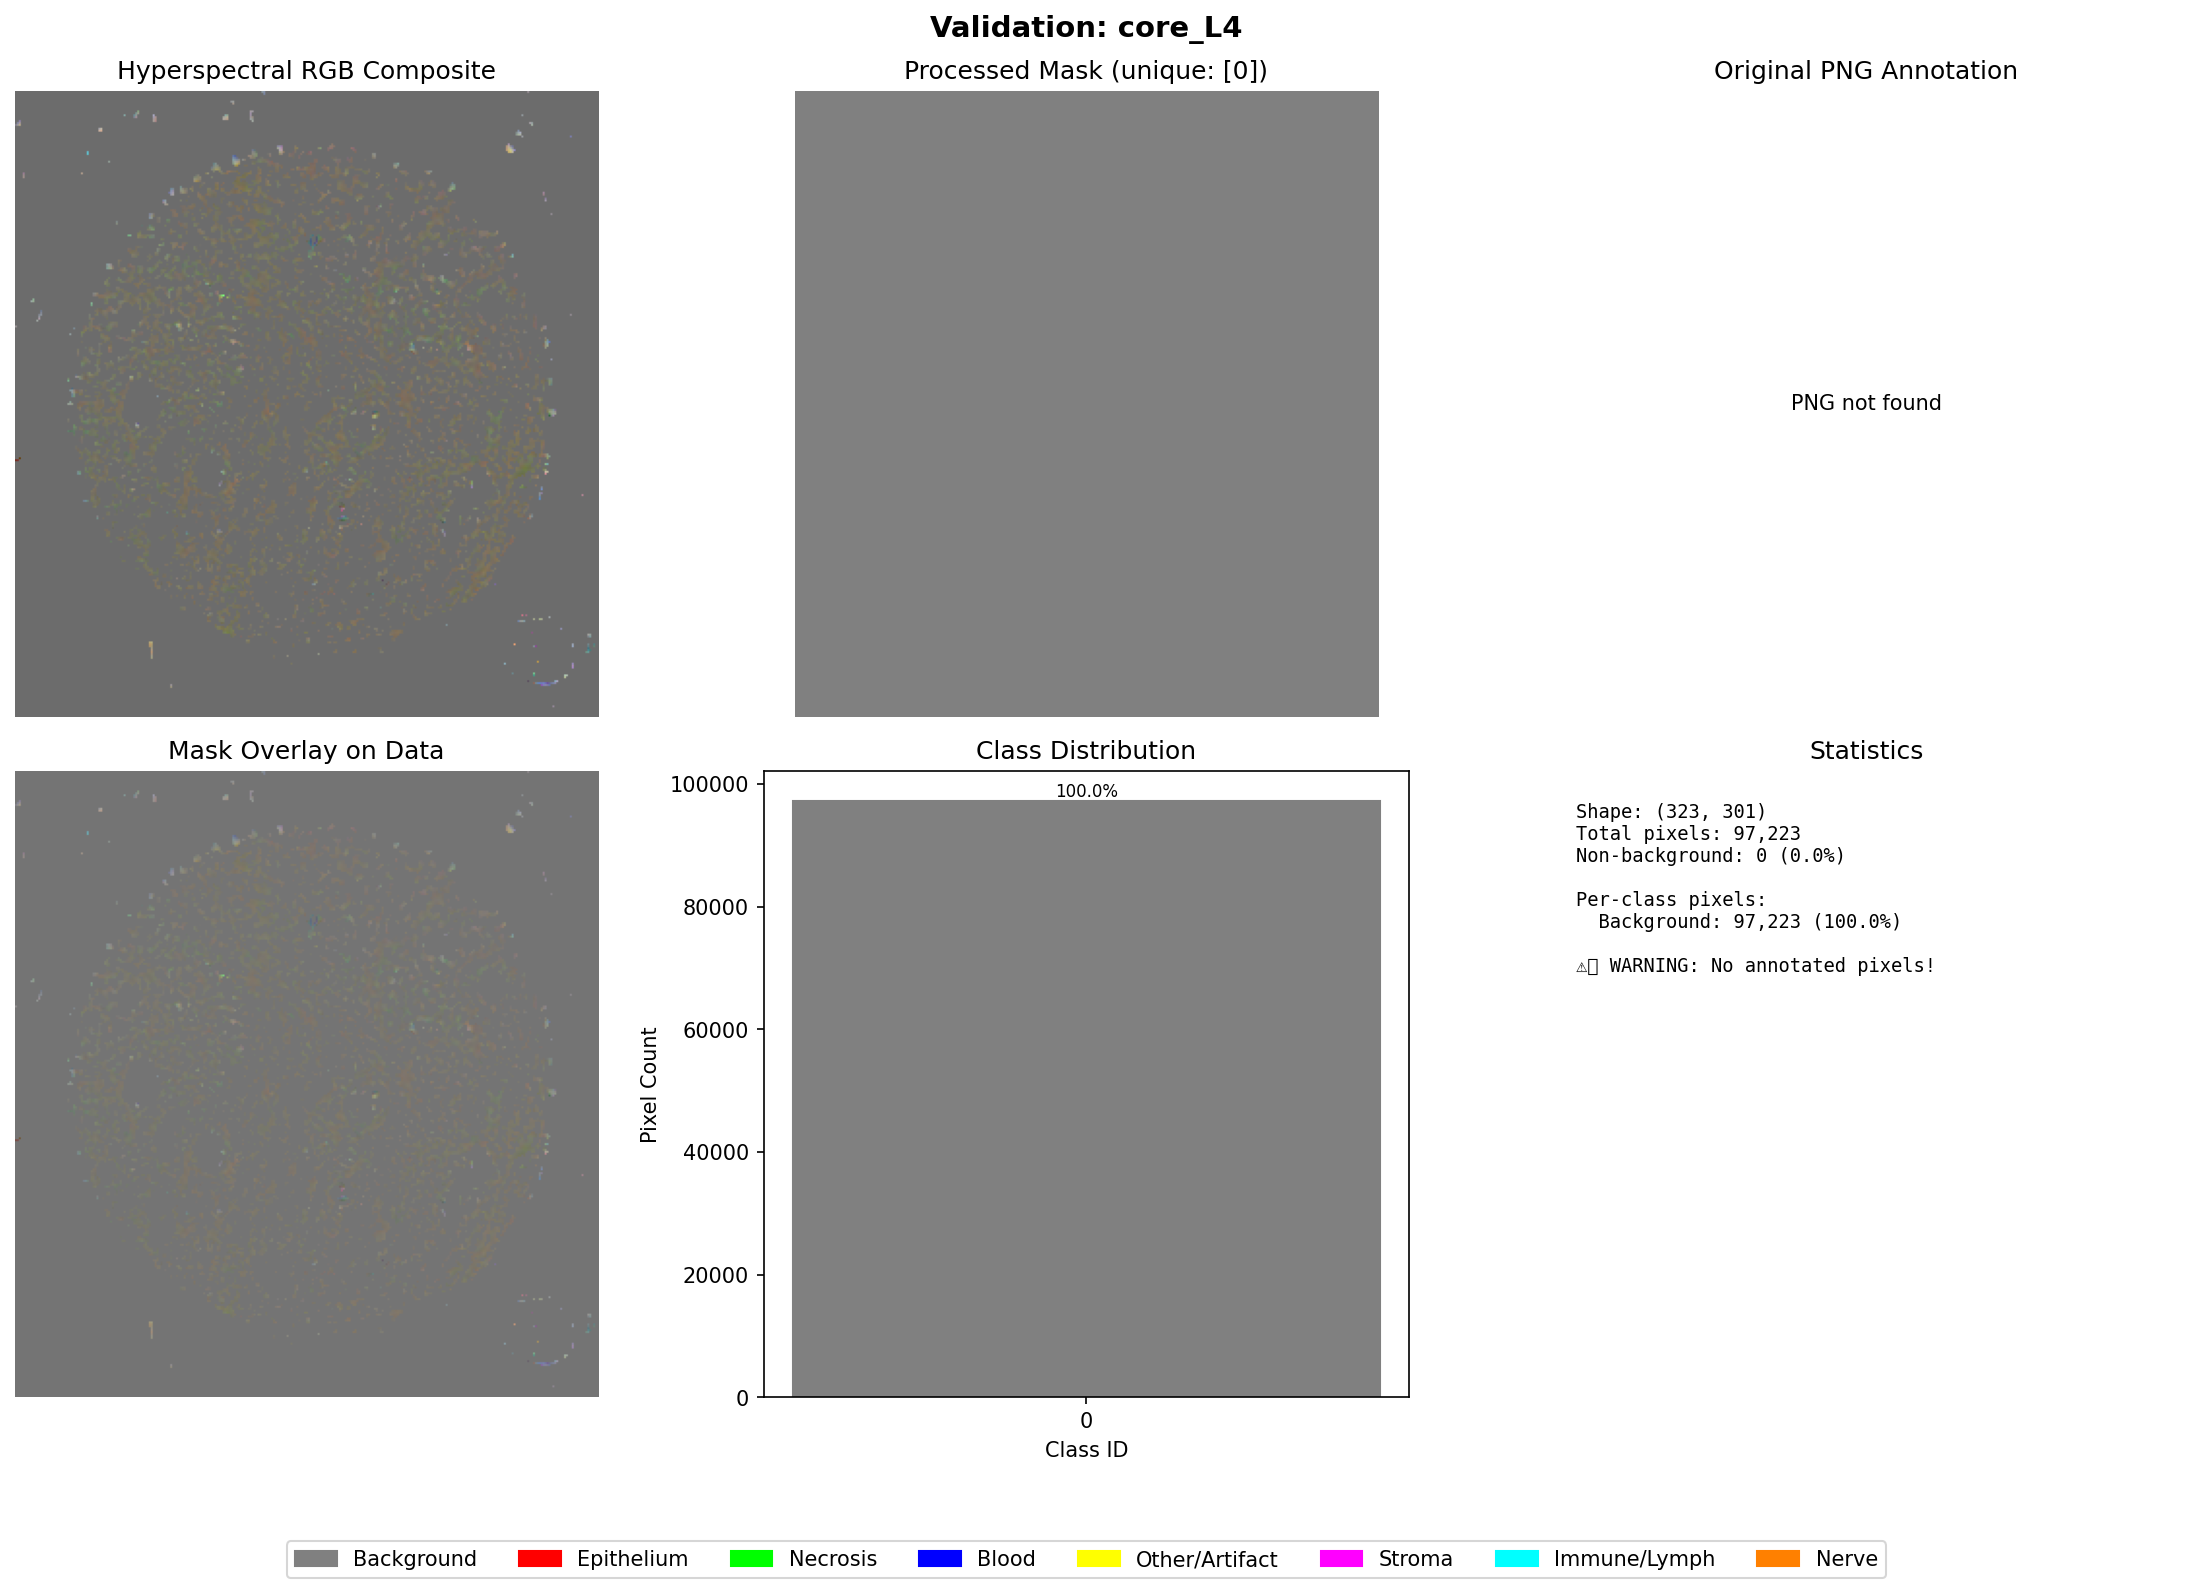 Validation: core_L4
Hyperspectral RGB Composite
Processed Mask (unique: [0])
Original PNG Annotation
PNG not found
Mask Overlay on Data
Class Distribution
100.0%
100000
80000
60000
40000
20000
0
Pixel Count
0
Class ID
Statistics
Shape: (323, 301)
Total pixels: 97,223
Non-background: 0 (0.0%)
Per-class pixels:
Background: 97,223 (100.0%)
⚠ WARNING: No annotated pixels!
Background Epithelium Necrosis Blood Other/Artifact Stroma Immune/Lymph Nerve